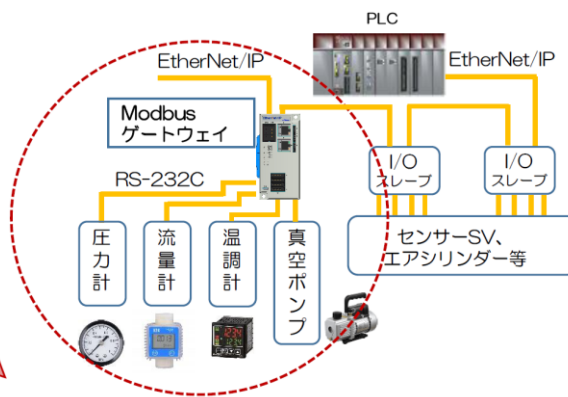 PLC
EtherNet/IP
EtherNet/IP
Modbus
ゲートウェイ
I/O
スレーブ
I/O
スレーブ
RS-232C
圧力計
流量計
温調計
真空ポンプ
センサーSV、
エアシリンダー等